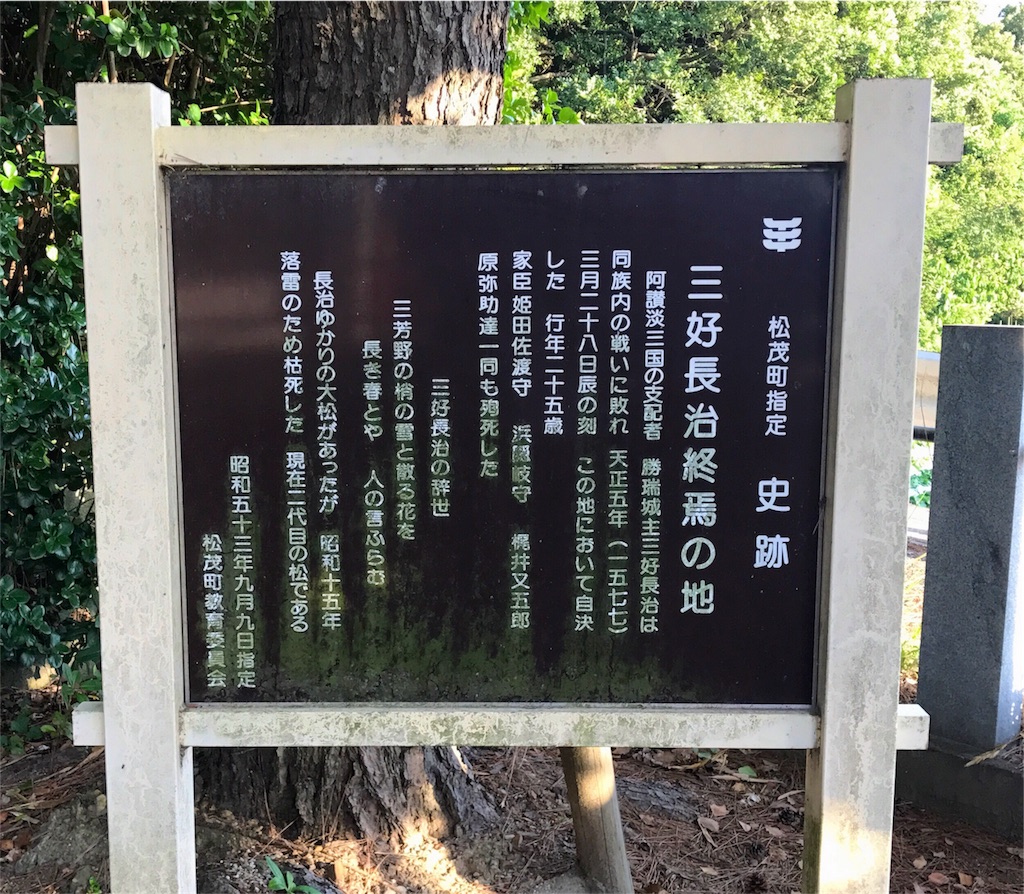 松茂町指定　史跡
三好長治終焉の地
阿讃淡三国の支配者　勝瑞城主三好長治は
同族内の戦いに敗れ　天正五年（一五七七）
三月二十八日辰の刻　この地において自決
した　行年二十五歳
家臣姫田佐渡守　浜隠岐守　梶井又五郎
原弥助達一同も殉死した
三好長治の辞世
三芳野の梢の雪と散る花を
長き春とや　人の言ふらむ
長治ゆかりの大松があったが　昭和十五年
落雷のため枯死した　現在二代目の松である
昭和五十三年九月九日指定
松茂町教育委員会